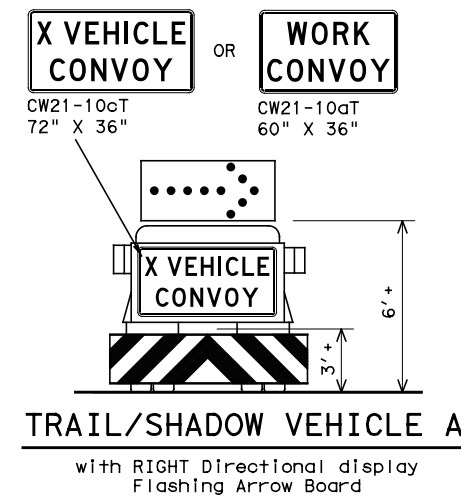 X VEHICLE
CONVOY
OR
WORK
CONVOY
CW21-10cT
72" X 36"
CW21-10aT
60" X 36"
X VEHICLE
CONVOY
6'+
3'+
TRAIL/SHADOW VEHICLE A
with RIGHT Directional display
Flashing Arrow Board